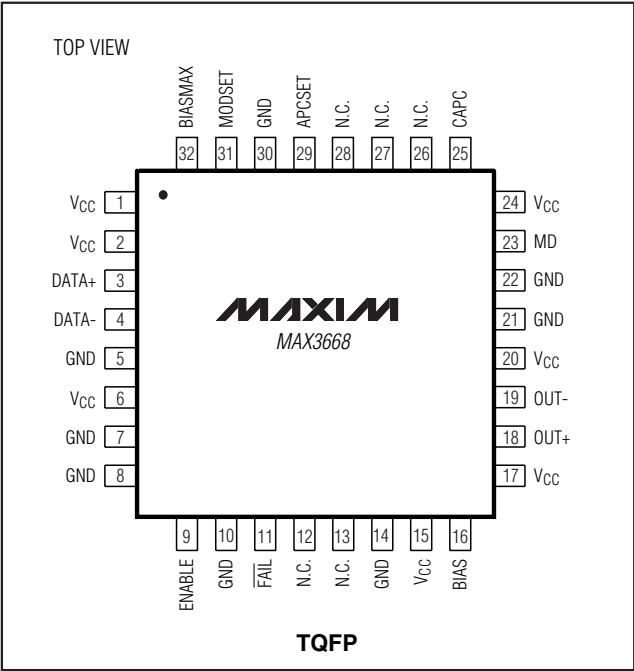 TOP VIEW
BIASMAX
MODSET
GND
APCSET
N.C.
N.C.
N.C.
CAPC
32
31
30
29
28
27
26
25
VCC 1
VCC 2
DATA+ 3
DATA- 4
GND 5
VCC 6
GND 7
GND 8
MAXIM
MAX3668
24 VCC
23 MD
22 GND
21 GND
20 VCC
19 OUT-
18 OUT+
17 VCC
9
10
11
12
13
14
15
16
ENABLE
GND
FAIL
N.C.
N.C.
GND
VCC
BIAS
TQFP